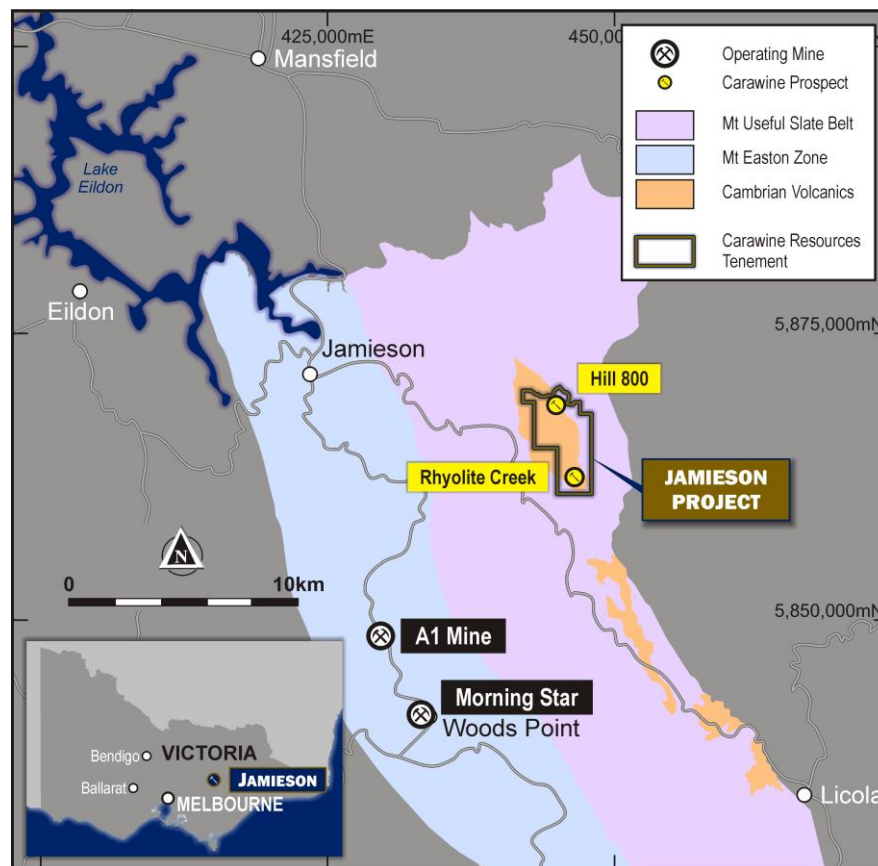 425,000mE
450,0
Mansfield
Operating Mine
Carawine Prospect
Mt Useful Slate Belt
Mt Easton Zone
Cambrian Volcanics
Carawine Resources
Tenement
Lake
Eildon
Eildon
5,875,000mN
Jamieson
Hill 800
Rhyolite Creek
JAMIESON
PROJECT
N
0
10km
5,850,000mN
A1 Mine
Morning Star
Woods Point
Bendigo
VICTORIA
JAMIESON
Ballarat
MELBOURNE
Licola